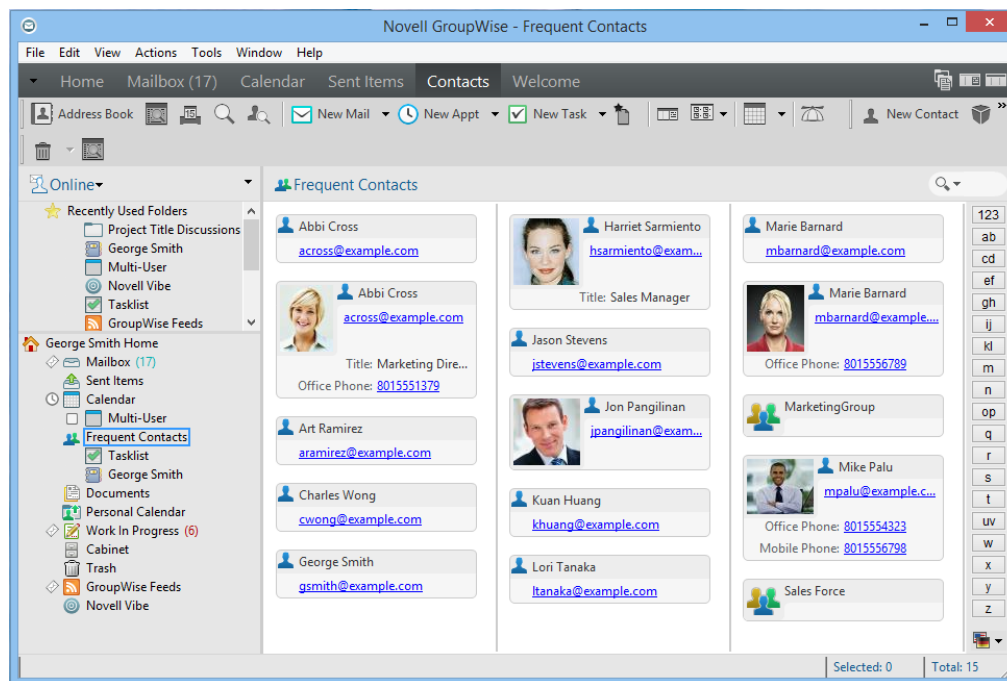 Novell GroupWise - Frequent Contacts
File Edit View Actions Tools Window Help
Home Mailbox (17) Calendar Sent Items Contacts Welcome
Address Book 15 New Mail New Appt New Task New Contact »
Online
Recently Used Folders
Project Title Discussions
George Smith
Multi-User
Novell Vibe
Tasklist
GroupWise Feeds
George Smith Home
Mailbox (17)
Sent Items
Calendar
Multi-User
Frequent Contacts
Tasklist
George Smith
Documents
Personal Calendar
Work In Progress (6)
Cabinet
Trash
GroupWise Feeds
Novell Vibe
Frequent Contacts
Abbi Cross
across@example.com
Abbi Cross
across@example.com
Title: Marketing Dire...
Office Phone: 8015551379
Art Ramirez
aramirez@example.com
Charles Wong
cwong@example.com
George Smith
gsmith@example.com
Harriet Sarmiento
hsarmiento@exam...
Title: Sales Manager
Jason Stevens
jstevens@example.com
Jon Pangilinan
jpangilinan@exam...
Kuan Huang
khuang@example.com
Lori Tanaka
ltanaka@example.com
Marie Barnard
mbarnard@example.com
Marie Barnard
mbarnard@example....
Office Phone: 8015556789
MarketingGroup
Mike Palu
mpalu@example.c...
Office Phone: 8015554323
Mobile Phone: 8015556798
Sales Force
123
ab
cd
ef
gh
ij
kl
m
n
op
q
r
s
t
uv
w
x
y
z
Selected: 0 Total: 15